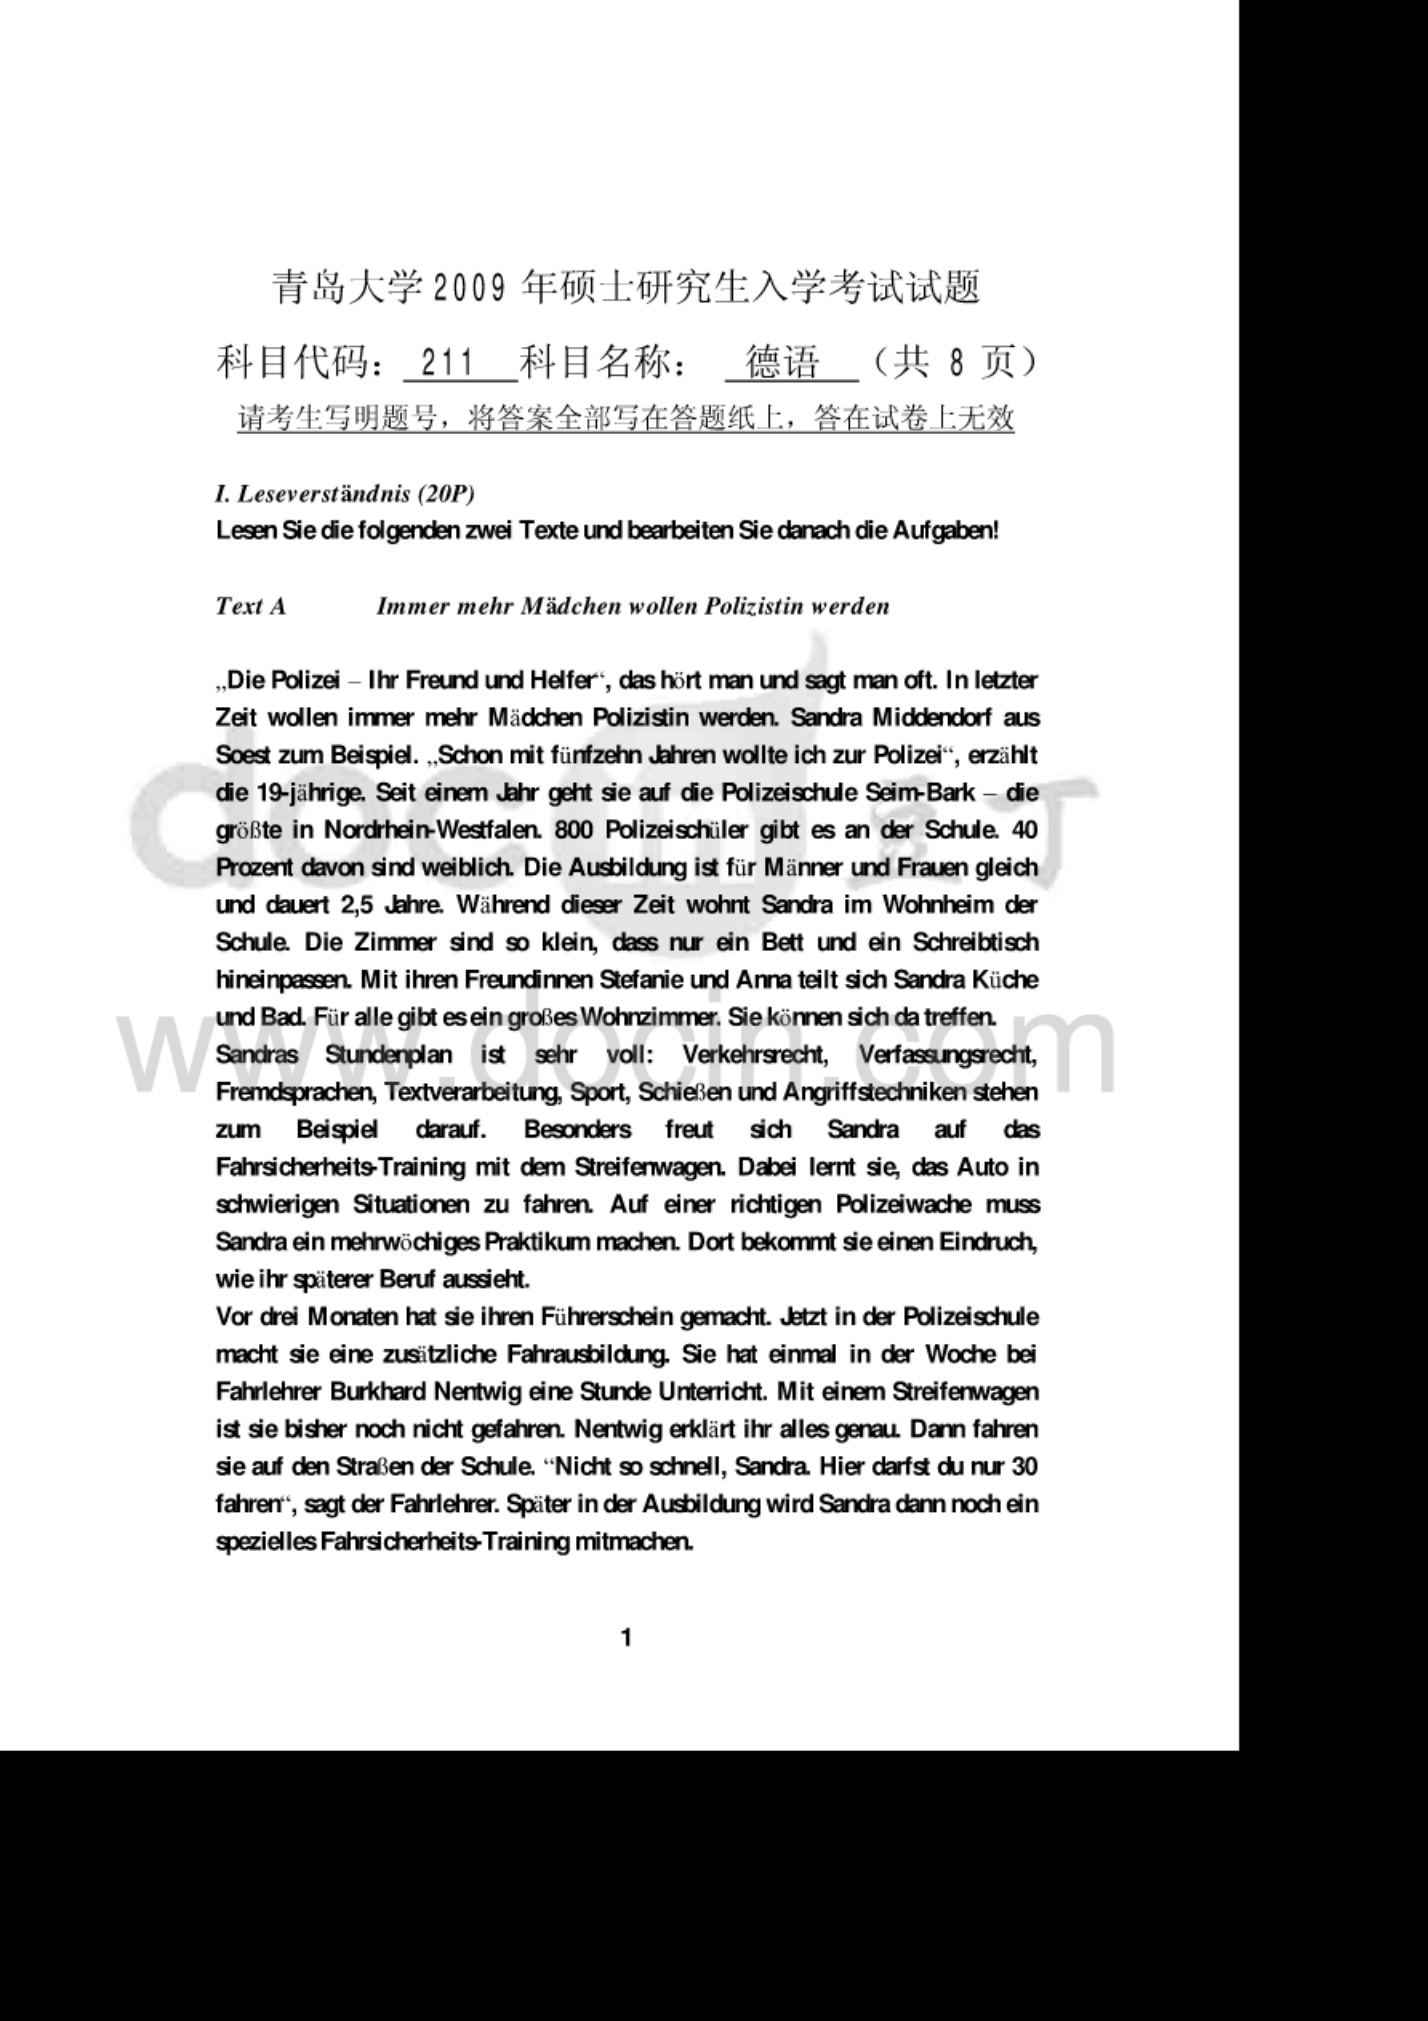 青岛大学2009 年硕士研究生入学考试试题
科目代码： 211 科目名称： 德语 （共 8 页）
请考生写明题号，将答案全部写在答题纸上，答在试卷上无效
I. Leseverständnis (20P)
Lesen Sie die folgenden zwei Texte und bearbeiten Sie danach die Aufgaben!
Text A Immer mehr Mädchen wollen Polizistin werden
„Die Polizei – Ihr Freund und Helfer“, das hört man und sagt man oft. In letzter
Zeit wollen immer mehr Mädchen Polizistin werden. Sandra Middendorf aus
Soest zum Beispiel. „Schon mit fünfzehn Jahren wollte ich zur Polizei“, erzählt
die 19-jährige. Seit einem Jahr geht sie auf die Polizeischule Seim-Bark – die
größte in Nordrhein-Westfalen. 800 Polizeischüler gibt es an der Schule. 40
Prozent davon sind weiblich. Die Ausbildung ist für Männer und Frauen gleich
und dauert 2,5 Jahre. Während dieser Zeit wohnt Sandra im Wohnheim der
Schule. Die Zimmer sind so klein, dass nur ein Bett und ein Schreibtisch
hineinpassen. Mit ihren Freundinnen Stefanie und Anna teilt sich Sandra Küche
und Bad. Für alle gibt es ein großes Wohnzimmer. Sie können sich da treffen.
Sandras Stundenplan ist sehr voll: Verkehrsrecht, Verfassungsrecht,
Fremdsprachen, Textverarbeitung, Sport, Schießen und Angriffstechniken stehen
zum Beispiel darauf. Besonders freut sich Sandra auf das
Fahrsicherheits-Training mit dem Streifenwagen. Dabei lernt sie, das Auto in
schwierigen Situationen zu fahren. Auf einer richtigen Polizeiwache muss
Sandra ein mehrwöchiges Praktikum machen. Dort bekommt sie einen Eindruch,
wie ihr späterer Beruf aussieht.
Vor drei Monaten hat sie ihren Führerschein gemacht. Jetzt in der Polizeischule
macht sie eine zusätzliche Fahrausbildung. Sie hat einmal in der Woche bei
Fahrlehrer Burkhard Nentwig eine Stunde Unterricht. Mit einem Streifenwagen
ist sie bisher noch nicht gefahren. Nentwig erklärt ihr alles genau. Dann fahren
sie auf den Straßen der Schule. “Nicht so schnell, Sandra. Hier darfst du nur 30
fahren“, sagt der Fahrlehrer. Später in der Ausbildung wird Sandra dann noch ein
spezielles Fahrsicherheits-Training mitmachen.
1
docin 豆丁
www.docin.com